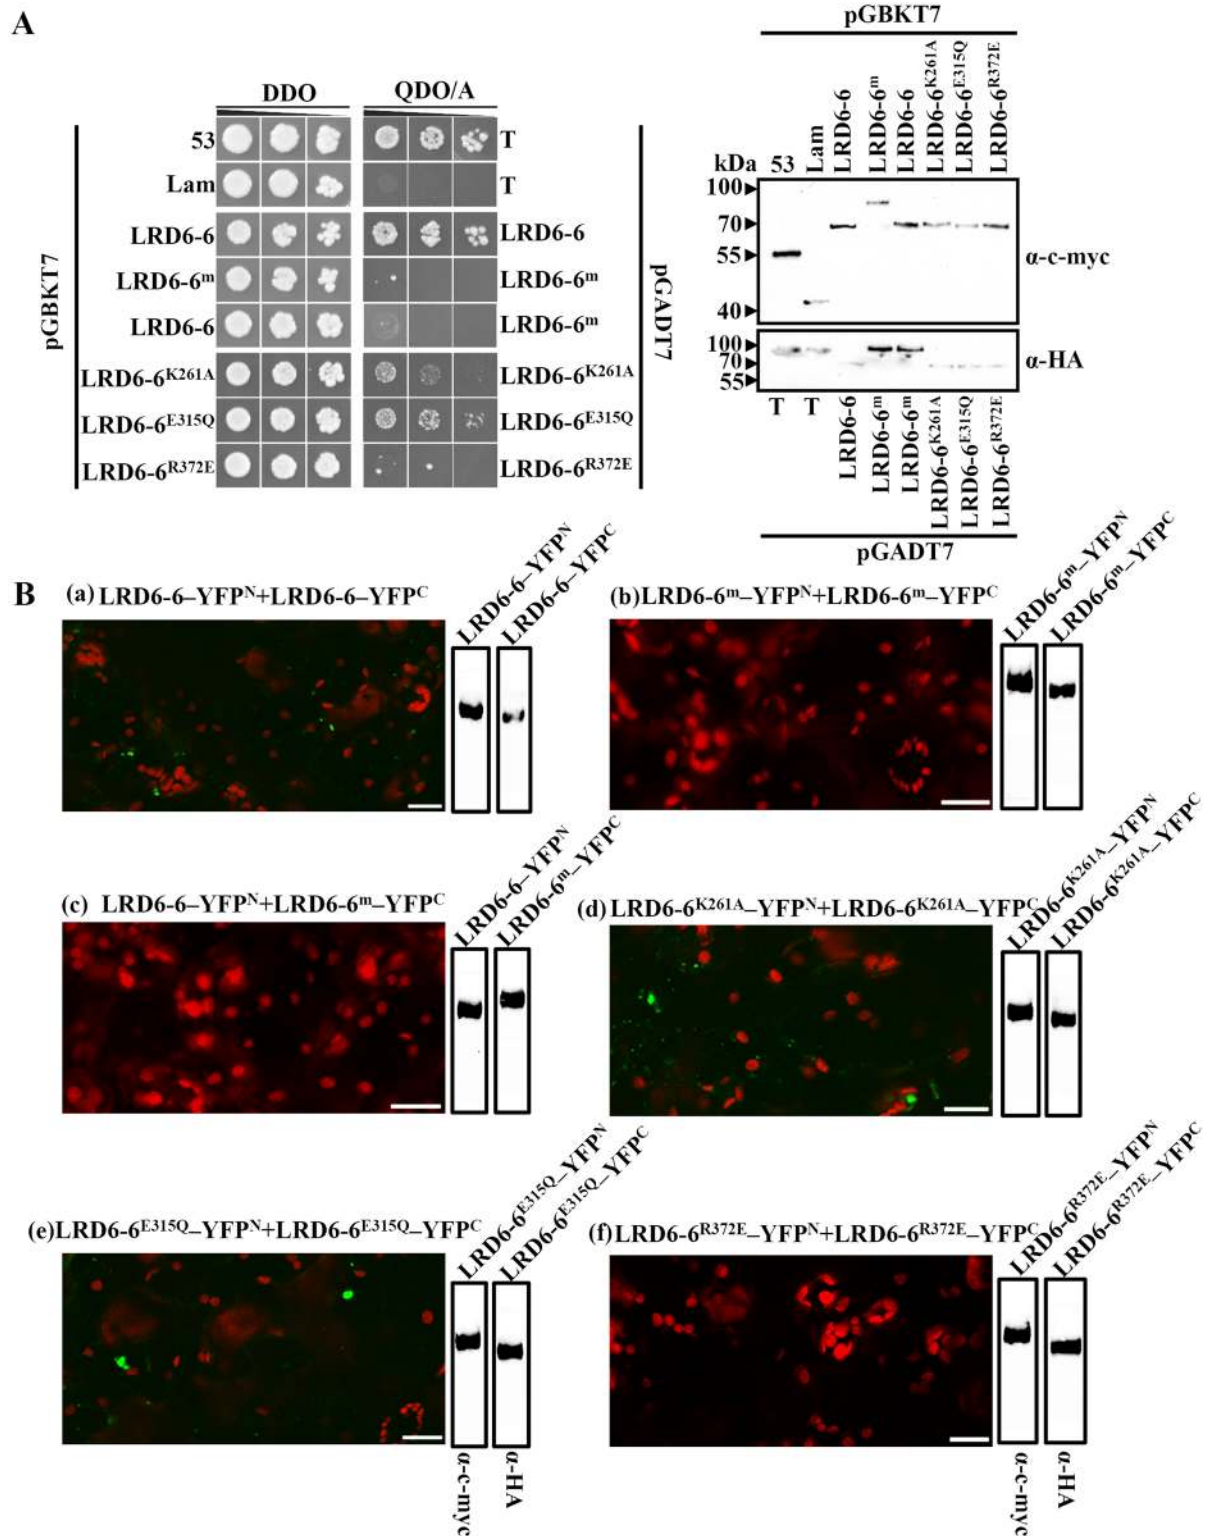 A
pGBKT7
DDO QDO/A
53 T
Lam T
LRD6-6 LRD6-6
LRD6-6ᵐ LRD6-6ᵐ
LRD6-6 LRD6-6ᵐ
LRD6-6K261A LRD6-6K261A
LRD6-6E315Q LRD6-6E315Q
LRD6-6R372E LRD6-6R372E
pGBKT7
pGADT7
kDa 53 Lam LRD6-6 LRD6-6ᵐ LRD6-6 LRD6-6K261A LRD6-6E315Q LRD6-6R372E
100
70
55
40
α-c-myc
100
70
55
α-HA
T T LRD6-6 LRD6-6ᵐ LRD6-6ᵐ LRD6-6K261A LRD6-6E315Q LRD6-6R372E
pGADT7
B
(a) LRD6-6–YFPN+LRD6-6–YFPC
LRD6-6–YFPN
LRD6-6–YFPC
(b)LRD6-6ᵐ–YFPN+LRD6-6ᵐ–YFPC
LRD6-6ᵐ–YFPN
LRD6-6ᵐ–YFPC
(c) LRD6-6–YFPN+LRD6-6ᵐ–YFPC
LRD6-6–YFPN
LRD6-6ᵐ–YFPC
(d) LRD6-6K261A–YFPN+LRD6-6K261A–YFPC
LRD6-6K261A–YFPN
LRD6-6K261A–YFPC
(e)LRD6-6E315Q–YFPN+LRD6-6E315Q–YFPC
LRD6-6E315Q–YFPN
LRD6-6E315Q–YFPC
(f)LRD6-6R372E–YFPN+LRD6-6R372E–YFPC
LRD6-6R372E–YFPN
LRD6-6R372E–YFPC
α-c-myc
α-HA
α-c-myc
α-HA